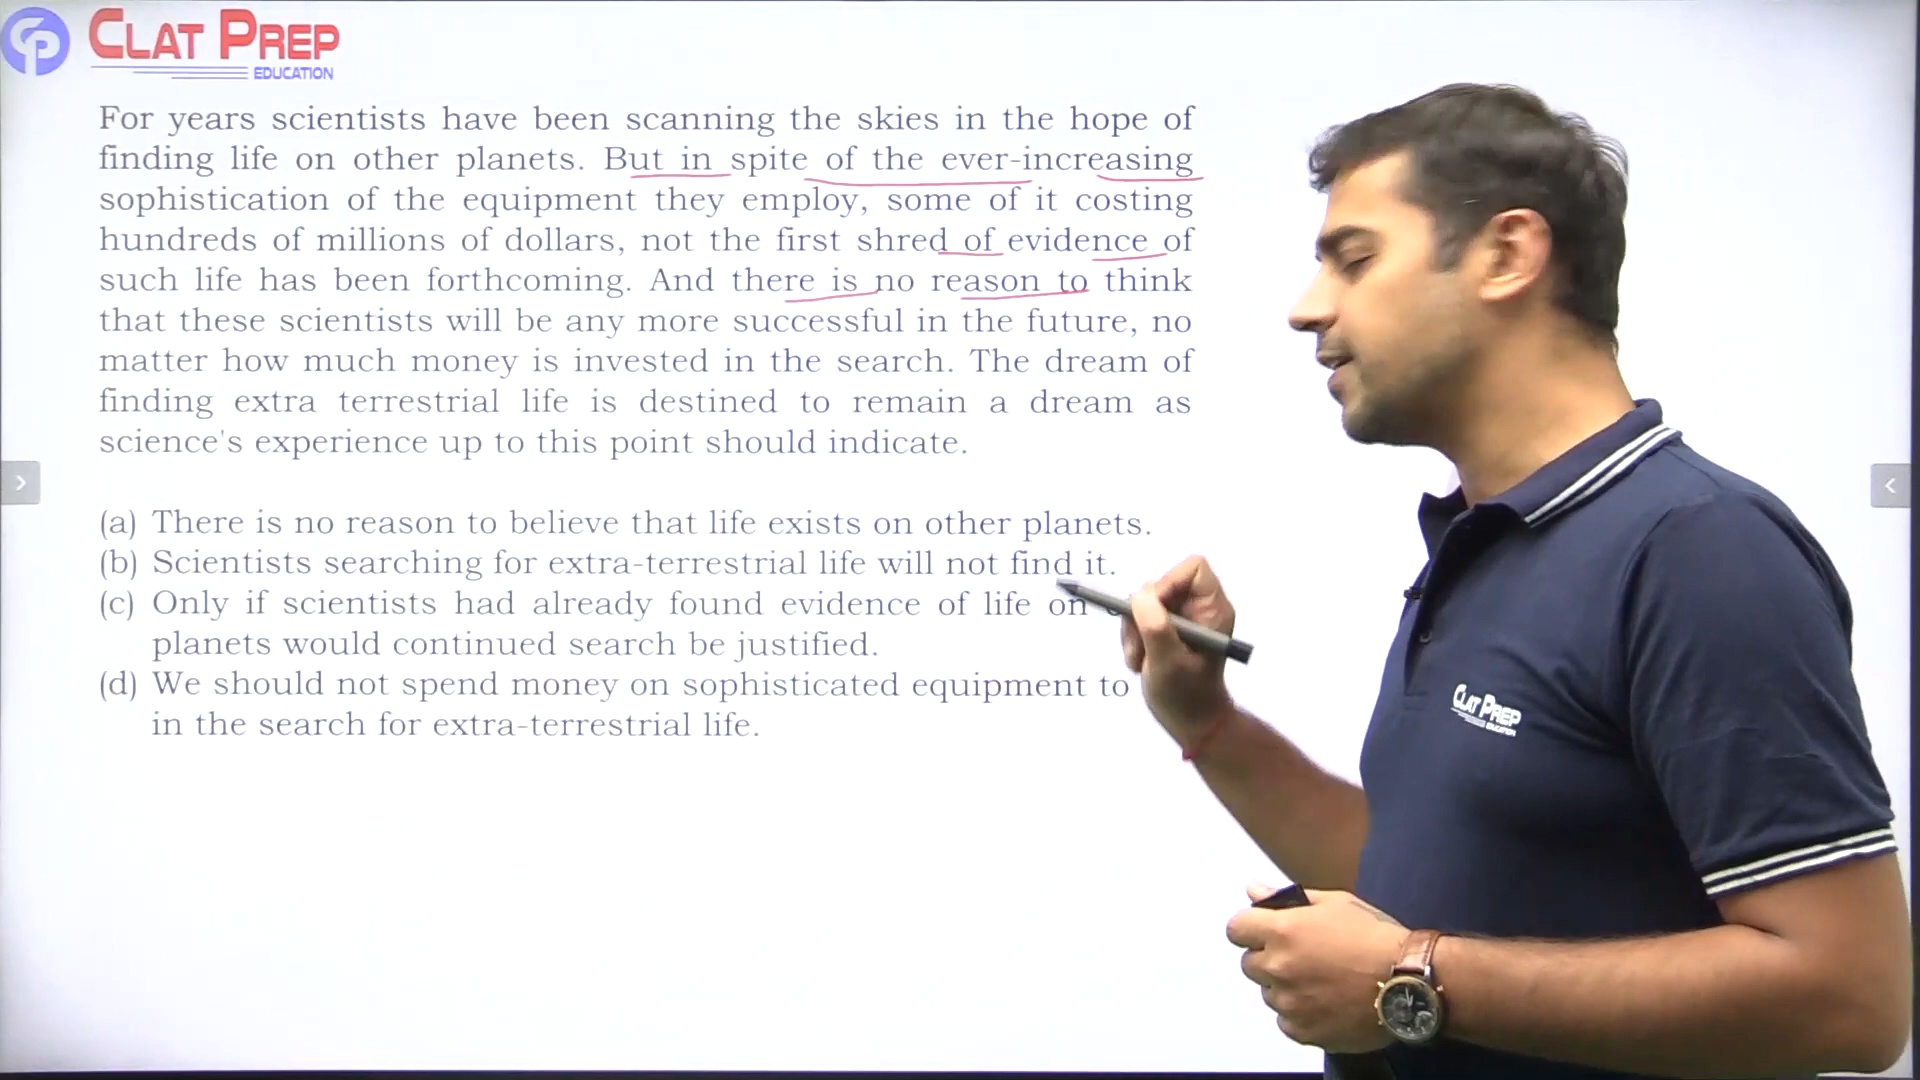 CLAT PREP
EDUCATION
For years scientists have been scanning the skies in the hope of
finding life on other planets. But in spite of the ever-increasing
sophistication of the equipment they employ, some of it costing
hundreds of millions of dollars, not the first shred of evidence of
such life has been forthcoming. And there is no reason to think
that these scientists will be any more successful in the future, no
matter how much money is invested in the search. The dream of
finding extra terrestrial life is destined to remain a dream as
science's experience up to this point should indicate.
(a) There is no reason to believe that life exists on other planets.
(b) Scientists searching for extra-terrestrial life will not find it.
(c) Only if scientists had already found evidence of life on
planets would continued search be justified.
(d) We should not spend money on sophisticated equipment to
in the search for extra-terrestrial life.
CLAT PREP
EDUCATION